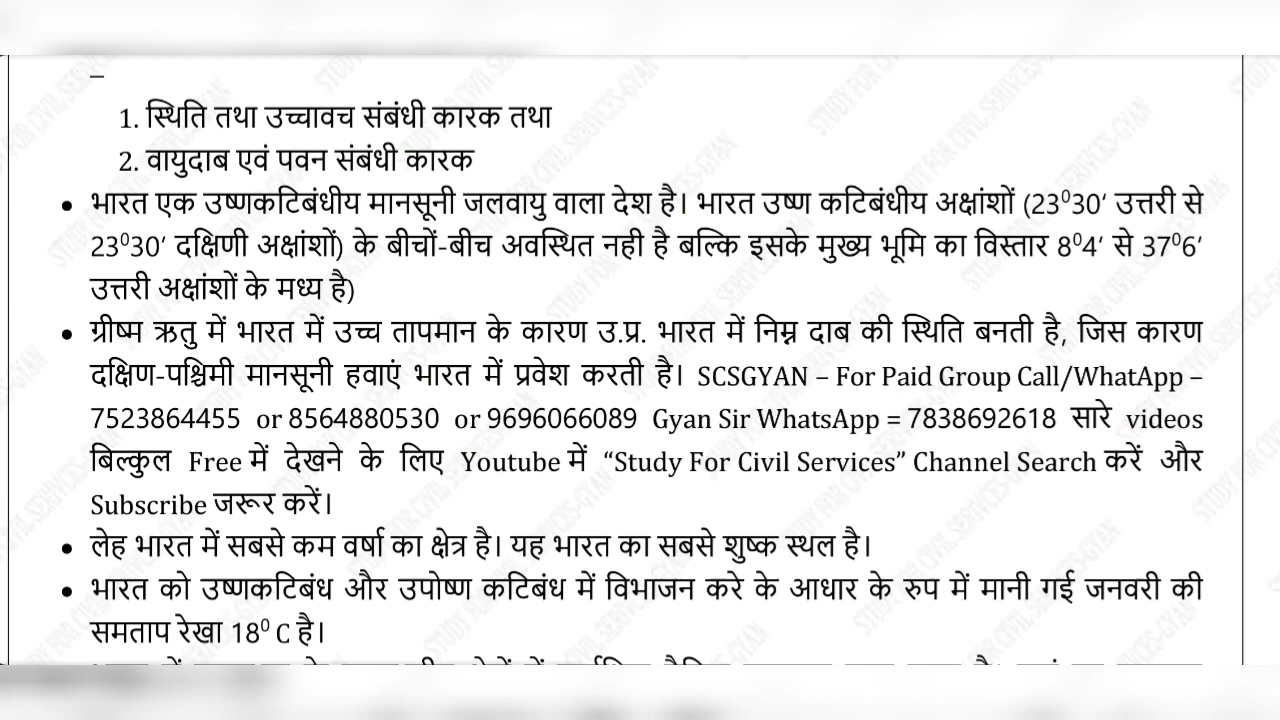 –
1. स्थिति तथा उच्चावच संबंधी कारक तथा
2. वायुदाब एवं पवन संबंधी कारक
• भारत एक उष्णकटिबंधीय मानसूनी जलवायु वाला देश है। भारत उष्ण कटिबंधीय अक्षांशों (23⁰30′ उत्तरी से
23⁰30′ दक्षिणी अक्षांशों) के बीचों-बीच अवस्थित नही है बल्कि इसके मुख्य भूमि का विस्तार 8⁰4′ से 37⁰6′
उत्तरी अक्षांशों के मध्य है)
• ग्रीष्म ऋतु में भारत में उच्च तापमान के कारण उ.प्र. भारत में निम्न दाब की स्थिति बनती है, जिस कारण
दक्षिण-पश्चिमी मानसूनी हवाएं भारत में प्रवेश करती है। SCSGYAN – For Paid Group Call/WhatApp –
7523864455 or 8564880530 or 9696066089 Gyan Sir WhatsApp = 7838692618 सारे videos
बिल्कुल Free में देखने के लिए Youtube में “Study For Civil Services” Channel Search करें और
Subscribe जरूर करें।
• लेह भारत में सबसे कम वर्षा का क्षेत्र है। यह भारत का सबसे शुष्क स्थल है।
• भारत को उष्णकटिबंध और उपोष्ण कटिबंध में विभाजन करे के आधार के रुप में मानी गई जनवरी की
समताप रेखा 18⁰ C है।